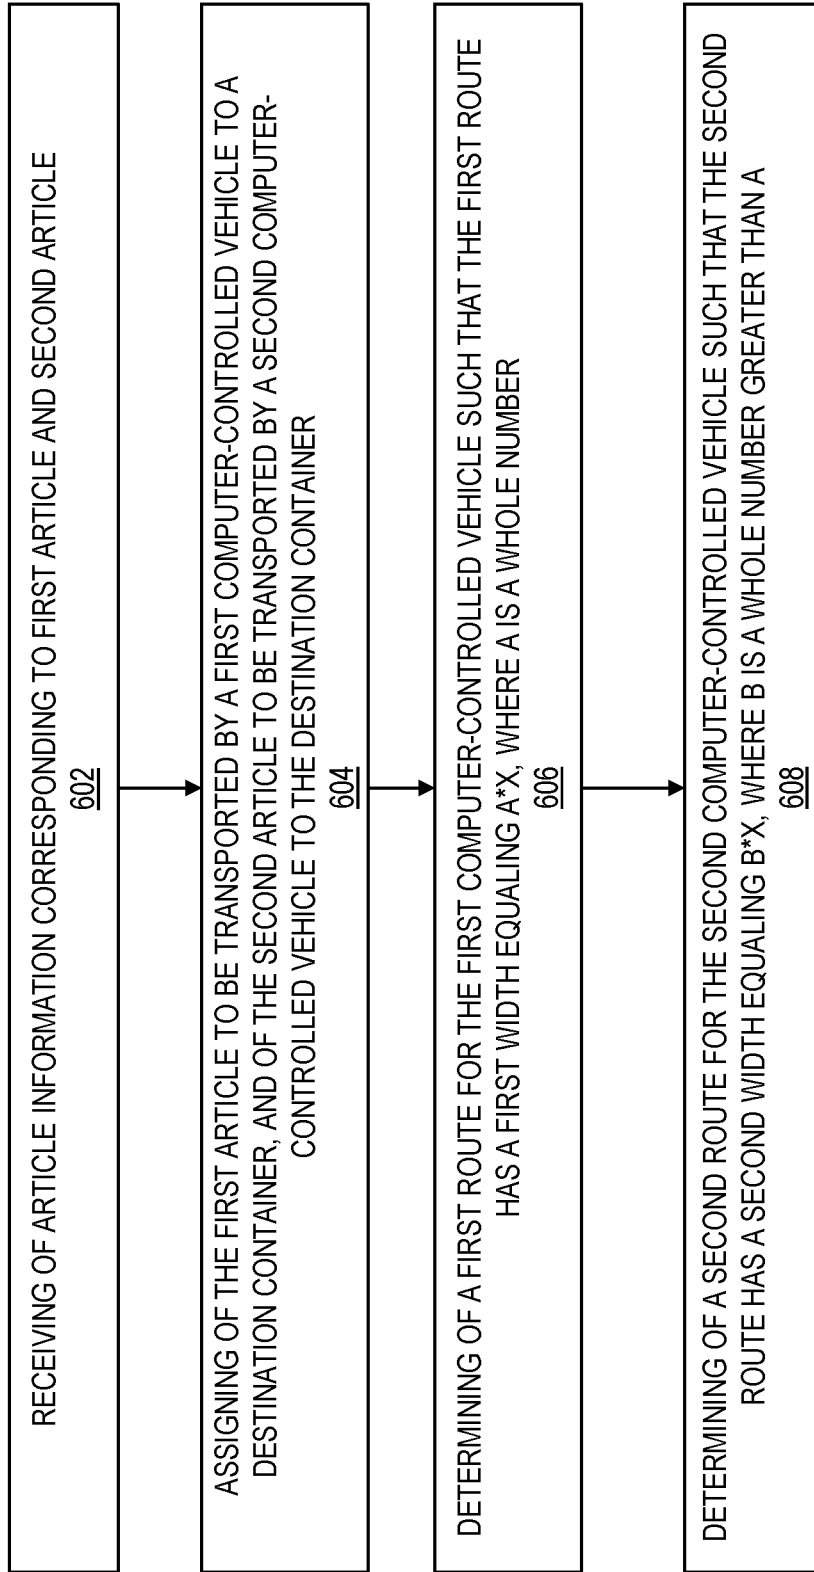 RECEIVING OF ARTICLE INFORMATION CORRESPONDING TO FIRST ARTICLE AND SECOND ARTICLE
602
ASSIGNING OF THE FIRST ARTICLE TO BE TRANSPORTED BY A FIRST COMPUTER-CONTROLLED VEHICLE TO A
DESTINATION CONTAINER, AND OF THE SECOND ARTICLE TO BE TRANSPORTED BY A SECOND COMPUTER-
CONTROLLED VEHICLE TO THE DESTINATION CONTAINER
604
DETERMINING OF A FIRST ROUTE FOR THE FIRST COMPUTER-CONTROLLED VEHICLE SUCH THAT THE FIRST ROUTE
HAS A FIRST WIDTH EQUALING A*X, WHERE A IS A WHOLE NUMBER
606
DETERMINING OF A SECOND ROUTE FOR THE SECOND COMPUTER-CONTROLLED VEHICLE SUCH THAT THE SECOND
ROUTE HAS A SECOND WIDTH EQUALING B*X, WHERE B IS A WHOLE NUMBER GREATER THAN A
608